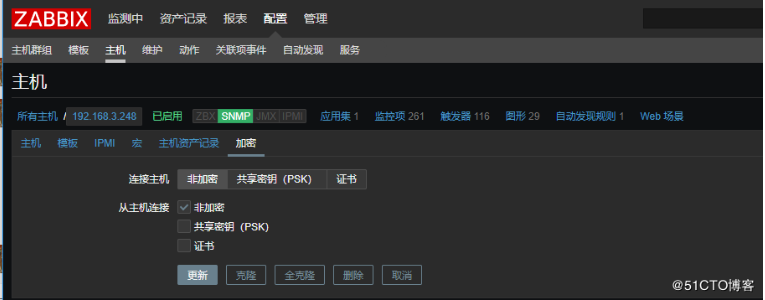 ZABBIX 监测中 资产记录 报表 配置 管理
主机群组 模板 主机 维护 动作 关联项事件 自动发现 服务
主机
所有主机 / 192.168.3.248 已启用 ZBX SNMP JMX IPMI 应用集 1 监控项 261 触发器 116 图形 29 自动发现规则 1 Web 场景
主机 模板 IPMI 宏 主机资产记录 加密
连接主机 非加密 共享密钥（PSK） 证书
从主机连接 非加密
共享密钥（PSK）
证书
更新 克隆 全克隆 删除 取消
@51CTO博客